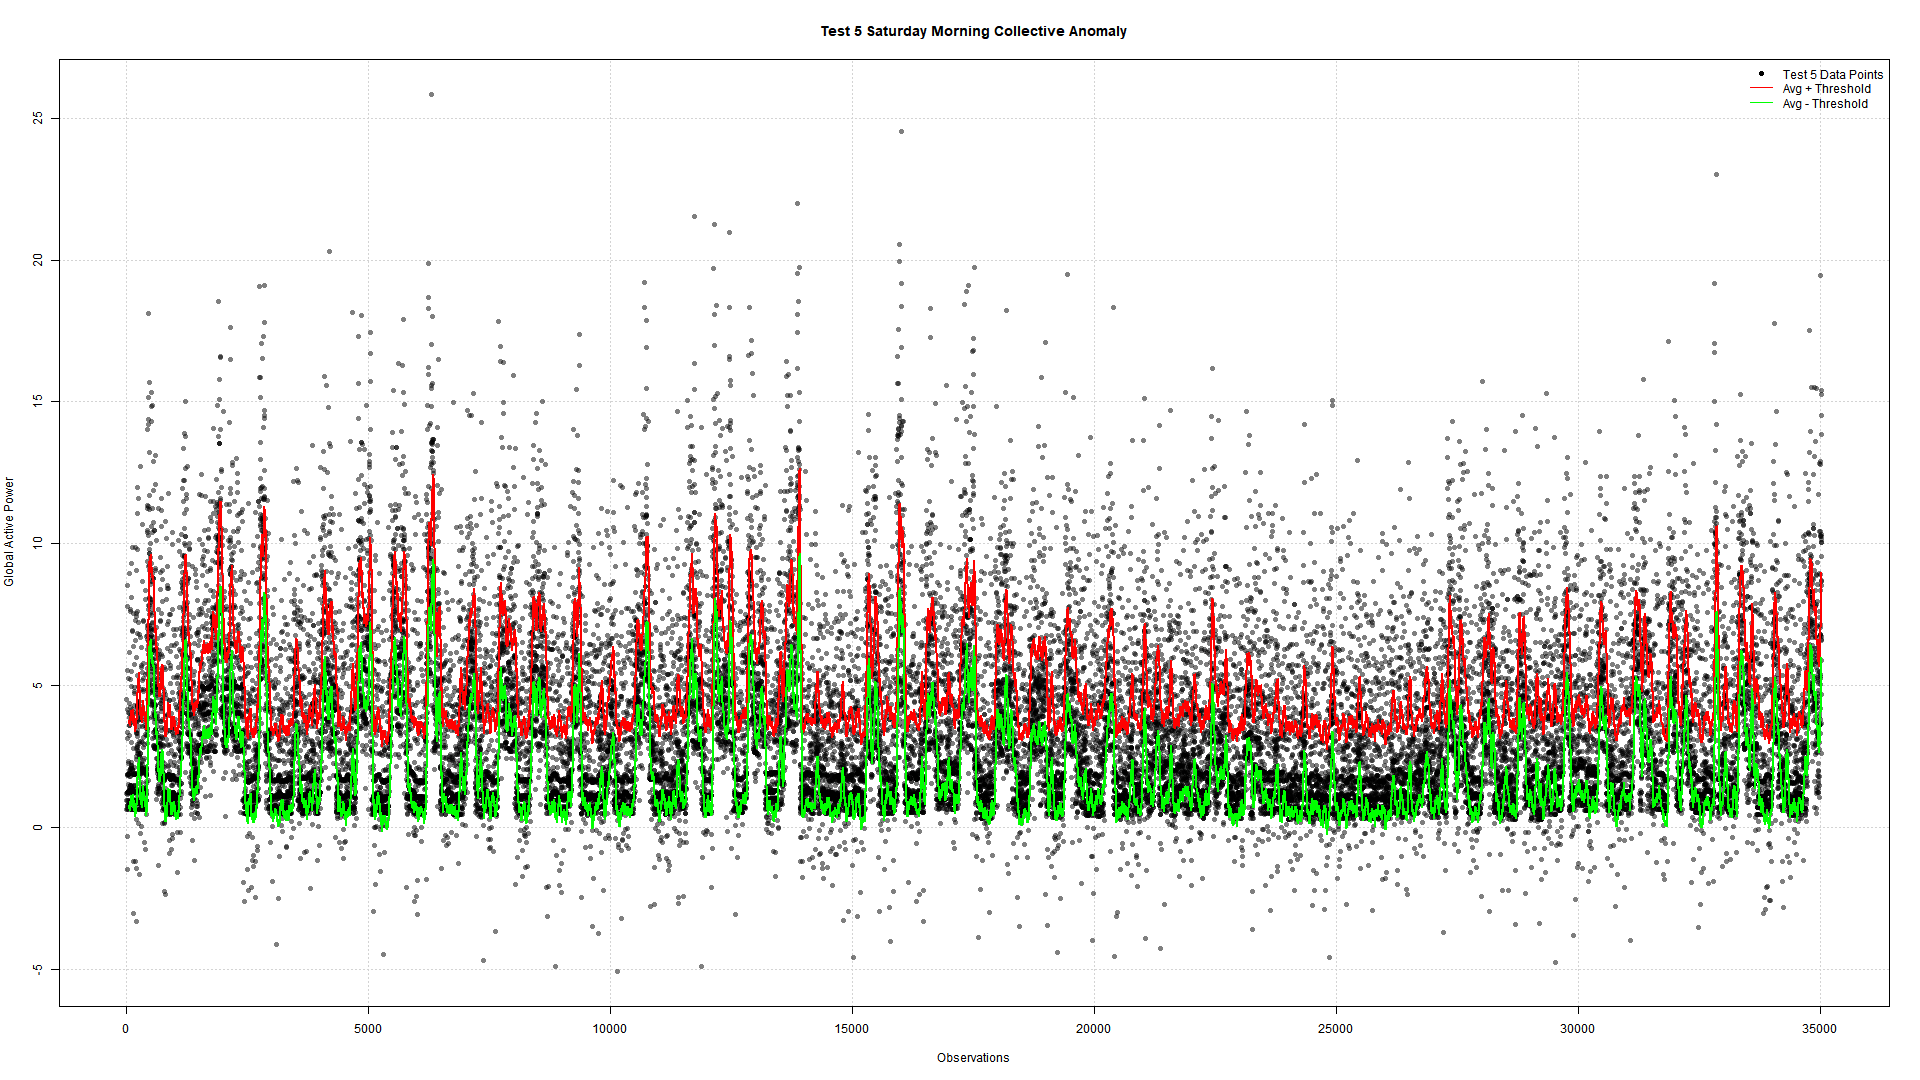 Test 5 Saturday Morning Collective Anomaly
Test 5 Data Points
Avg + Threshold
Avg - Threshold
Global Active Power
25
20
15
10
5
0
-5
0 5000 10000 15000 20000 25000 30000 35000
Observations